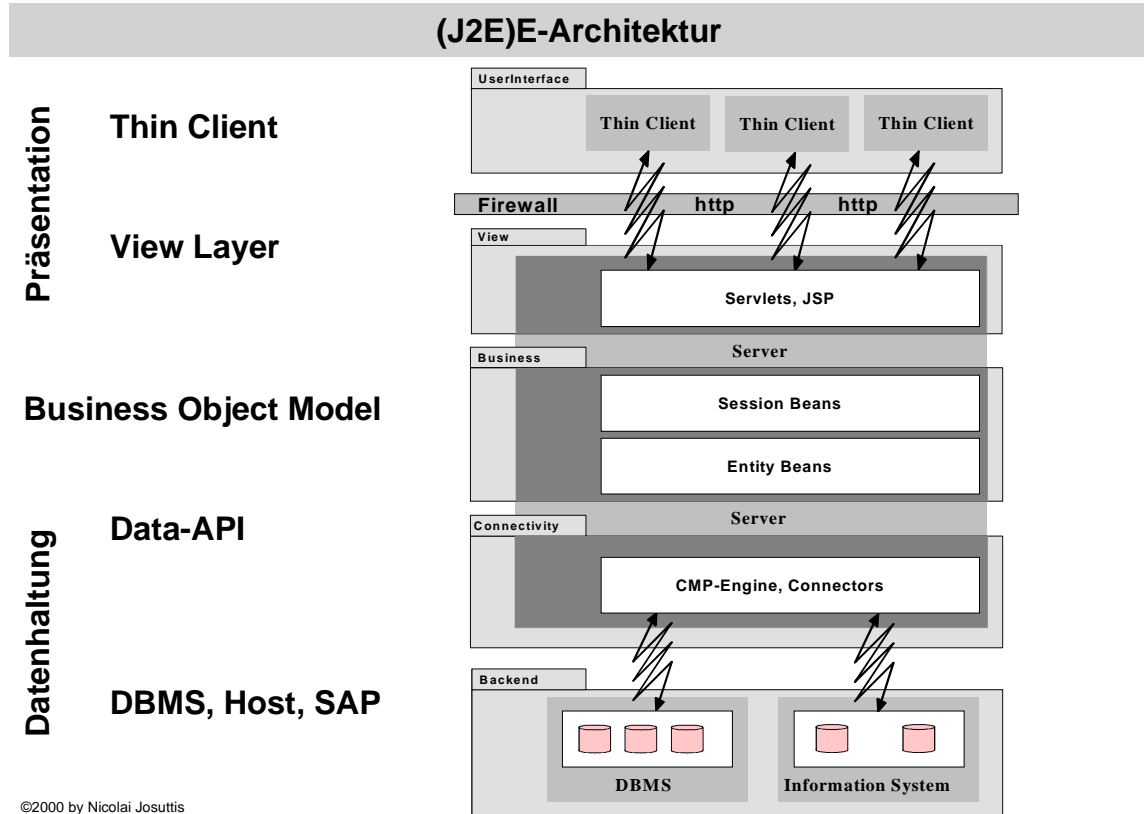 (J2E)E-Architektur
Präsentation
Thin Client
View Layer
Business Object Model
Datenhaltung
Data-API
DBMS, Host, SAP
UserInterface
Thin Client
Thin Client
Thin Client
Firewall
http
http
View
Servlets, JSP
Server
Business
Session Beans
Entity Beans
Server
Connectivity
CMP-Engine, Connectors
Backend
DBMS
Information System
©2000 by Nicolai Josuttis